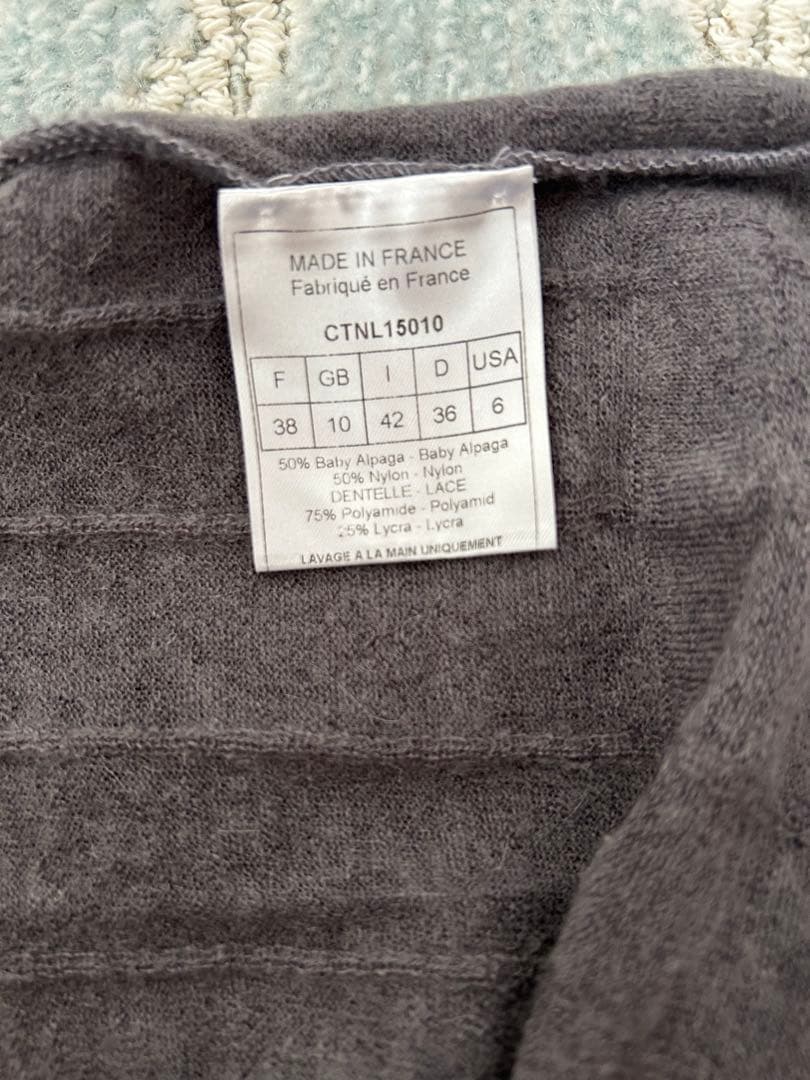 MADE IN FRANCE
Fabriqué en France
CTNL15010
F GB I D USA
38 10 42 36 6
50% Baby Alpaga - Baby Alpaga
50% Nylon - Nylon
DENTELLE - LACE
75% Polyamide - Polyamid
25% Lycra - Lycra
LAVAGE A LA MAIN UNIQUEMENT